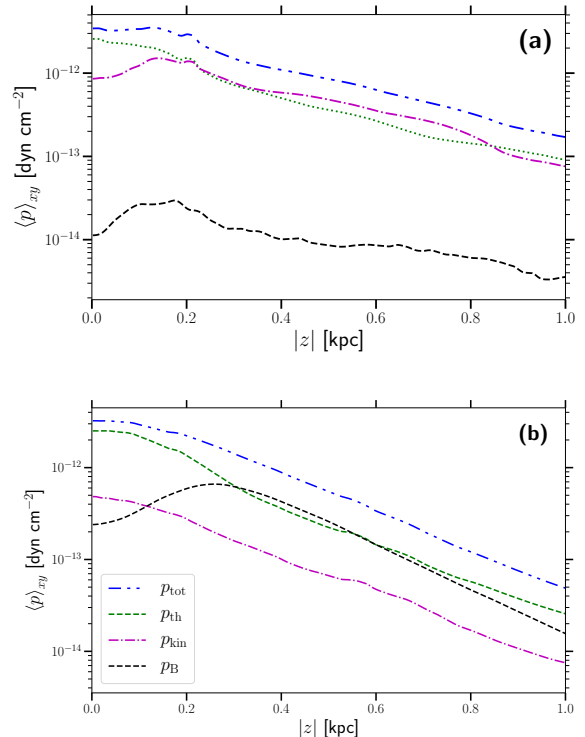 (a)
10⁻¹²
10⁻¹³
10⁻¹⁴
⟨p⟩xy [dyn cm⁻²]
0.0 0.2 0.4 0.6 0.8 1.0
|z| [kpc]
(b)
10⁻¹²
10⁻¹³
10⁻¹⁴
⟨p⟩xy [dyn cm⁻²]
p_tot
p_th
p_kin
p_B
0.0 0.2 0.4 0.6 0.8 1.0
|z| [kpc]